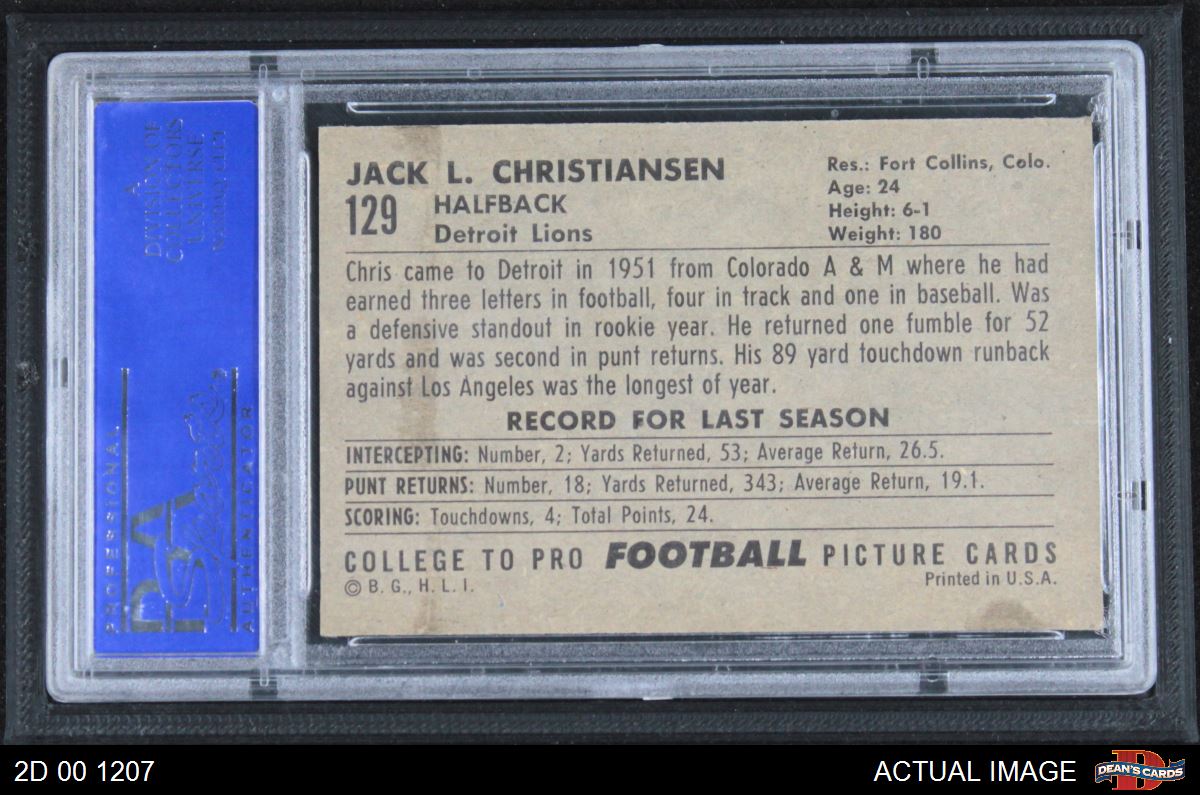 A
DIVISION OF
COLLECTORS
UNIVERSE
NASDAQ: CLCT
PROFESSIONAL
PSA
AUTHENTICATOR
JACK L. CHRISTIANSEN
129
HALFBACK
Detroit Lions
Res.: Fort Collins, Colo.
Age: 24
Height: 6-1
Weight: 180
Chris came to Detroit in 1951 from Colorado A & M where he had
earned three letters in football, four in track and one in baseball. Was
a defensive standout in rookie year. He returned one fumble for 52
yards and was second in punt returns. His 89 yard touchdown runback
against Los Angeles was the longest of year.
RECORD FOR LAST SEASON
INTERCEPTING: Number, 2; Yards Returned, 53; Average Return, 26.5.
PUNT RETURNS: Number, 18; Yards Returned, 343; Average Return, 19.1.
SCORING: Touchdowns, 4; Total Points, 24.
COLLEGE TO PRO FOOTBALL PICTURE CARDS
© B. G., H. L. I.
Printed in U.S.A.
2D 00 1207
ACTUAL IMAGE
DEAN'S CARDS